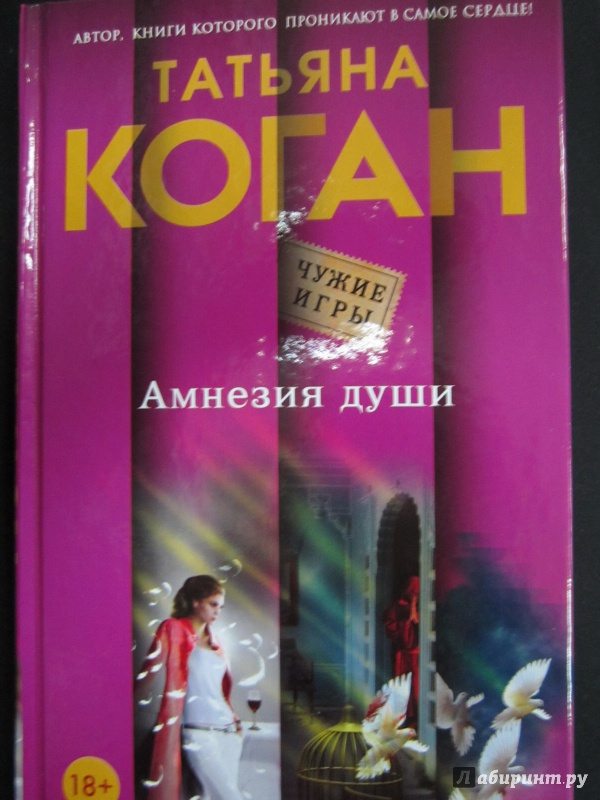 АВТОР, КНИГИ КОТОРОГО ПРОНИКАЮТ В САМОЕ СЕРДЦЕ!
ТАТЬЯНА
КОГАН
ЧУЖИЕ
ИГРЫ
Амнезия души
18+
Лабиринт.ру